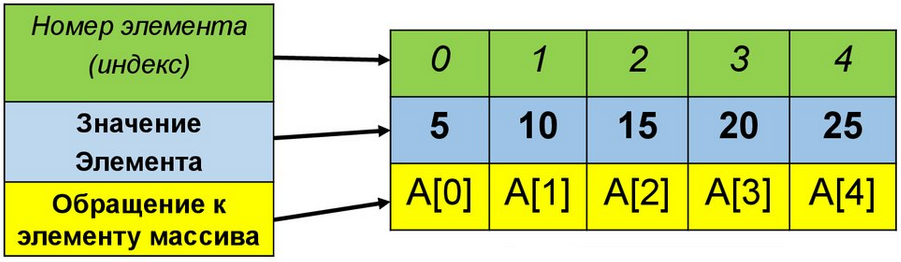 Номер элемента
(индекс)
Значение
Элемента
Обращение к
элементу массива
0 1 2 3 4
5 10 15 20 25
A[0] A[1] A[2] A[3] A[4]